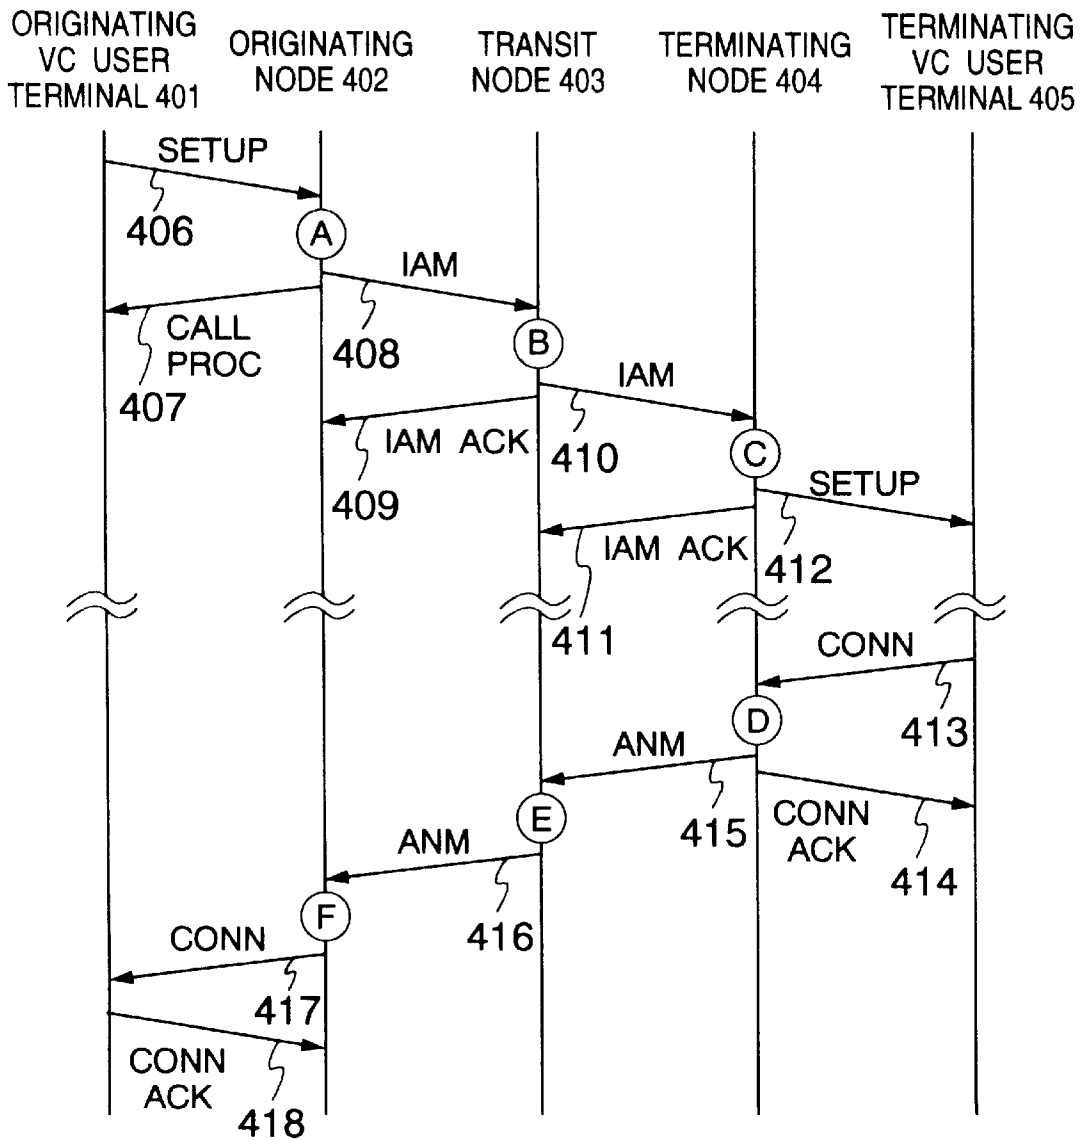 ORIGINATING
VC USER
TERMINAL 401
ORIGINATING
NODE 402
TRANSIT
NODE 403
TERMINATING
NODE 404
TERMINATING
VC USER
TERMINAL 405
SETUP
406
A
IAM
408
CALL
PROC
407
B
IAM
410
IAM ACK
409
C
SETUP
412
IAM ACK
411
CONN
413
D
ANM
415
CONN
ACK
414
E
ANM
416
F
CONN
417
CONN
ACK
418